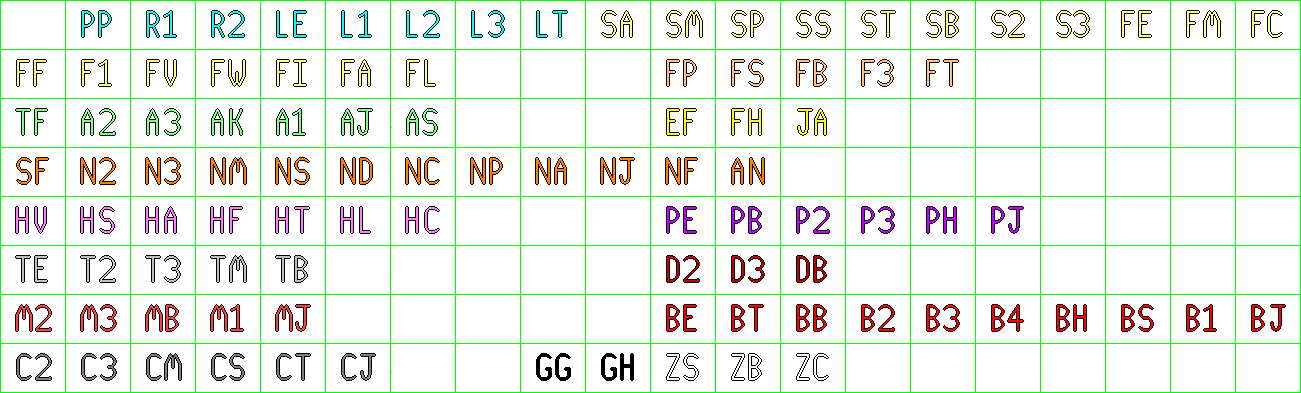 PP R1 R2 LE L1 L2 L3 LT SA SM SP SS ST SB S2 S3 FE FM FC
FF F1 FV FW FI FA FL FP FS FB F3 FT
TF A2 A3 AK A1 AJ AS EF FH JA
SF N2 N3 NM NS ND NC NP NA NJ NF AN
HV HS HA HF HT HL HC PE PB P2 P3 PH PJ
TE T2 T3 TM TB D2 D3 DB
M2 M3 MB M1 MJ BE BT BB B2 B3 B4 BH BS B1 BJ
C2 C3 CM CS CT CJ GG GH ZS ZB ZC